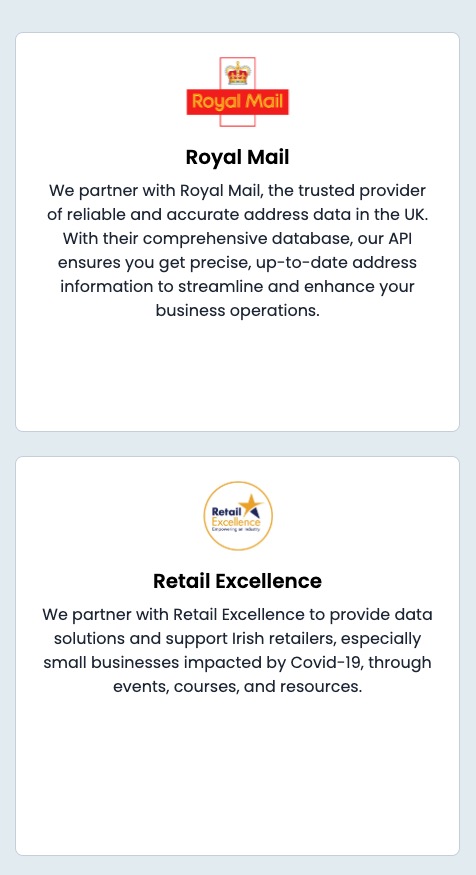 Royal Mail
Royal Mail
We partner with Royal Mail, the trusted provider
of reliable and accurate address data in the UK.
With their comprehensive database, our API
ensures you get precise, up-to-date address
information to streamline and enhance your
business operations.
Retail
Excellence
Empowering an Industry
Retail Excellence
We partner with Retail Excellence to provide data
solutions and support Irish retailers, especially
small businesses impacted by Covid-19, through
events, courses, and resources.